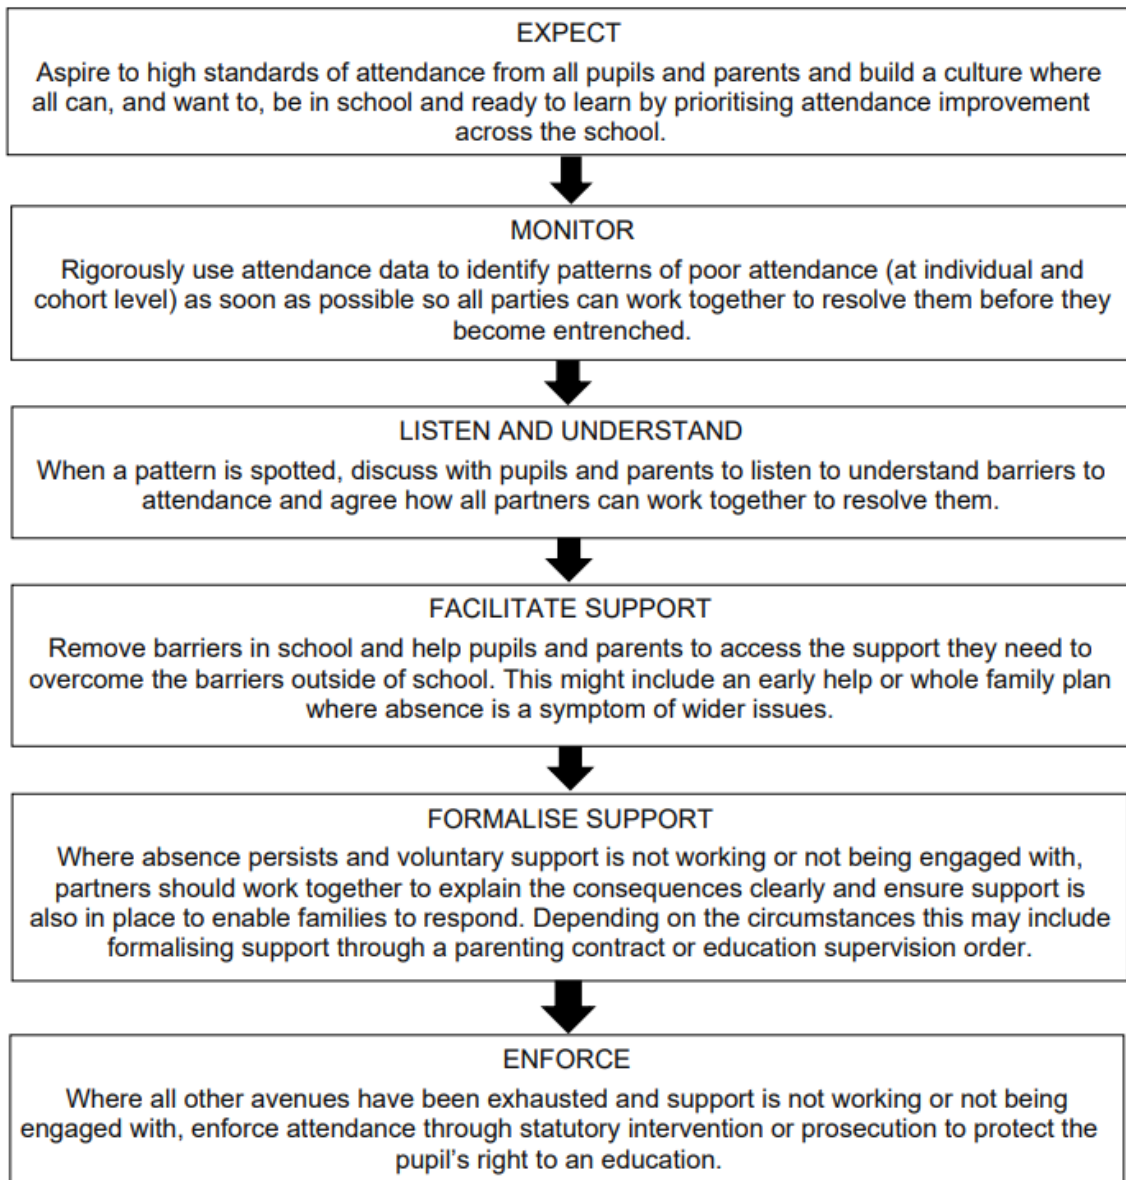 EXPECT
Aspire to high standards of attendance from all pupils and parents and build a culture where
all can, and want to, be in school and ready to learn by prioritising attendance improvement
across the school.
MONITOR
Rigorously use attendance data to identify patterns of poor attendance (at individual and
cohort level) as soon as possible so all parties can work together to resolve them before they
become entrenched.
LISTEN AND UNDERSTAND
When a pattern is spotted, discuss with pupils and parents to listen to understand barriers to
attendance and agree how all partners can work together to resolve them.
FACILITATE SUPPORT
Remove barriers in school and help pupils and parents to access the support they need to
overcome the barriers outside of school. This might include an early help or whole family plan
where absence is a symptom of wider issues.
FORMALISE SUPPORT
Where absence persists and voluntary support is not working or not being engaged with,
partners should work together to explain the consequences clearly and ensure support is
also in place to enable families to respond. Depending on the circumstances this may include
formalising support through a parenting contract or education supervision order.
ENFORCE
Where all other avenues have been exhausted and support is not working or not being
engaged with, enforce attendance through statutory intervention or prosecution to protect the
pupil's right to an education.